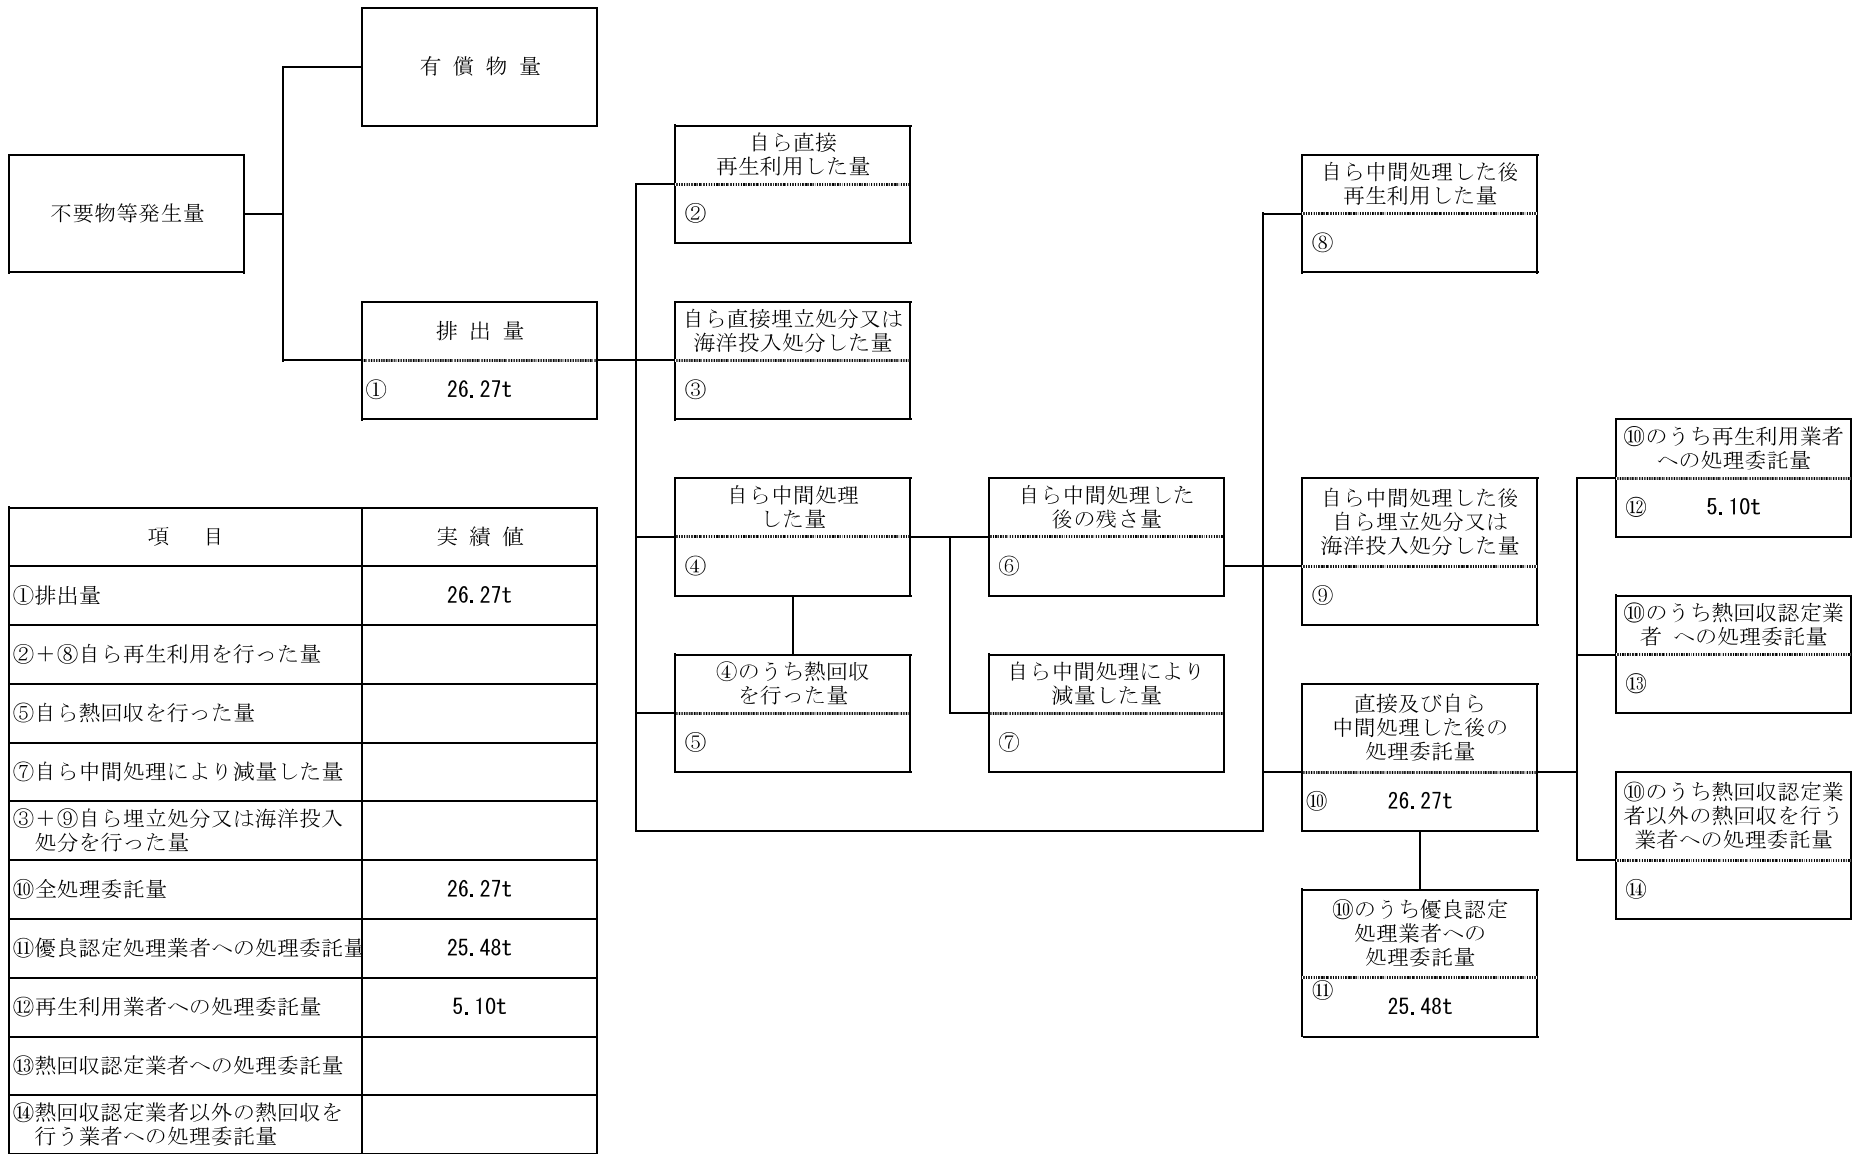 有償物量
不要物等発生量
排出量
① 26.27t
自ら直接
再生利用した量
②
自ら直接埋立処分又は
海洋投入処分した量
③
自ら中間処理
した量
④
④のうち熱回収
を行った量
⑤
自ら中間処理した
後の残さ量
⑥
自ら中間処理により
減量した量
⑦
自ら中間処理した後
再生利用した量
⑧
自ら中間処理した後
自ら埋立処分又は
海洋投入処分した量
⑨
直接及び自ら
中間処理した後の
処理委託量
⑩ 26.27t
⑩のうち優良認定
処理業者への
処理委託量
⑪ 25.48t
⑩のうち再生利用業者
への処理委託量
⑫ 5.10t
⑩のうち熱回収認定業
者 への処理委託量
⑬
⑩のうち熱回収認定業
者以外の熱回収を行う
業者への処理委託量
⑭
項 目 実績値
①排出量 26.27t
②+⑧自ら再生利用を行った量
⑤自ら熱回収を行った量
⑦自ら中間処理により減量した量
③+⑨自ら埋立処分又は海洋投入
処分を行った量
⑩全処理委託量 26.27t
⑪優良認定処理業者への処理委託量 25.48t
⑫再生利用業者への処理委託量 5.10t
⑬熱回収認定業者への処理委託量
⑭熱回収認定業者以外の熱回収を
行う業者への処理委託量